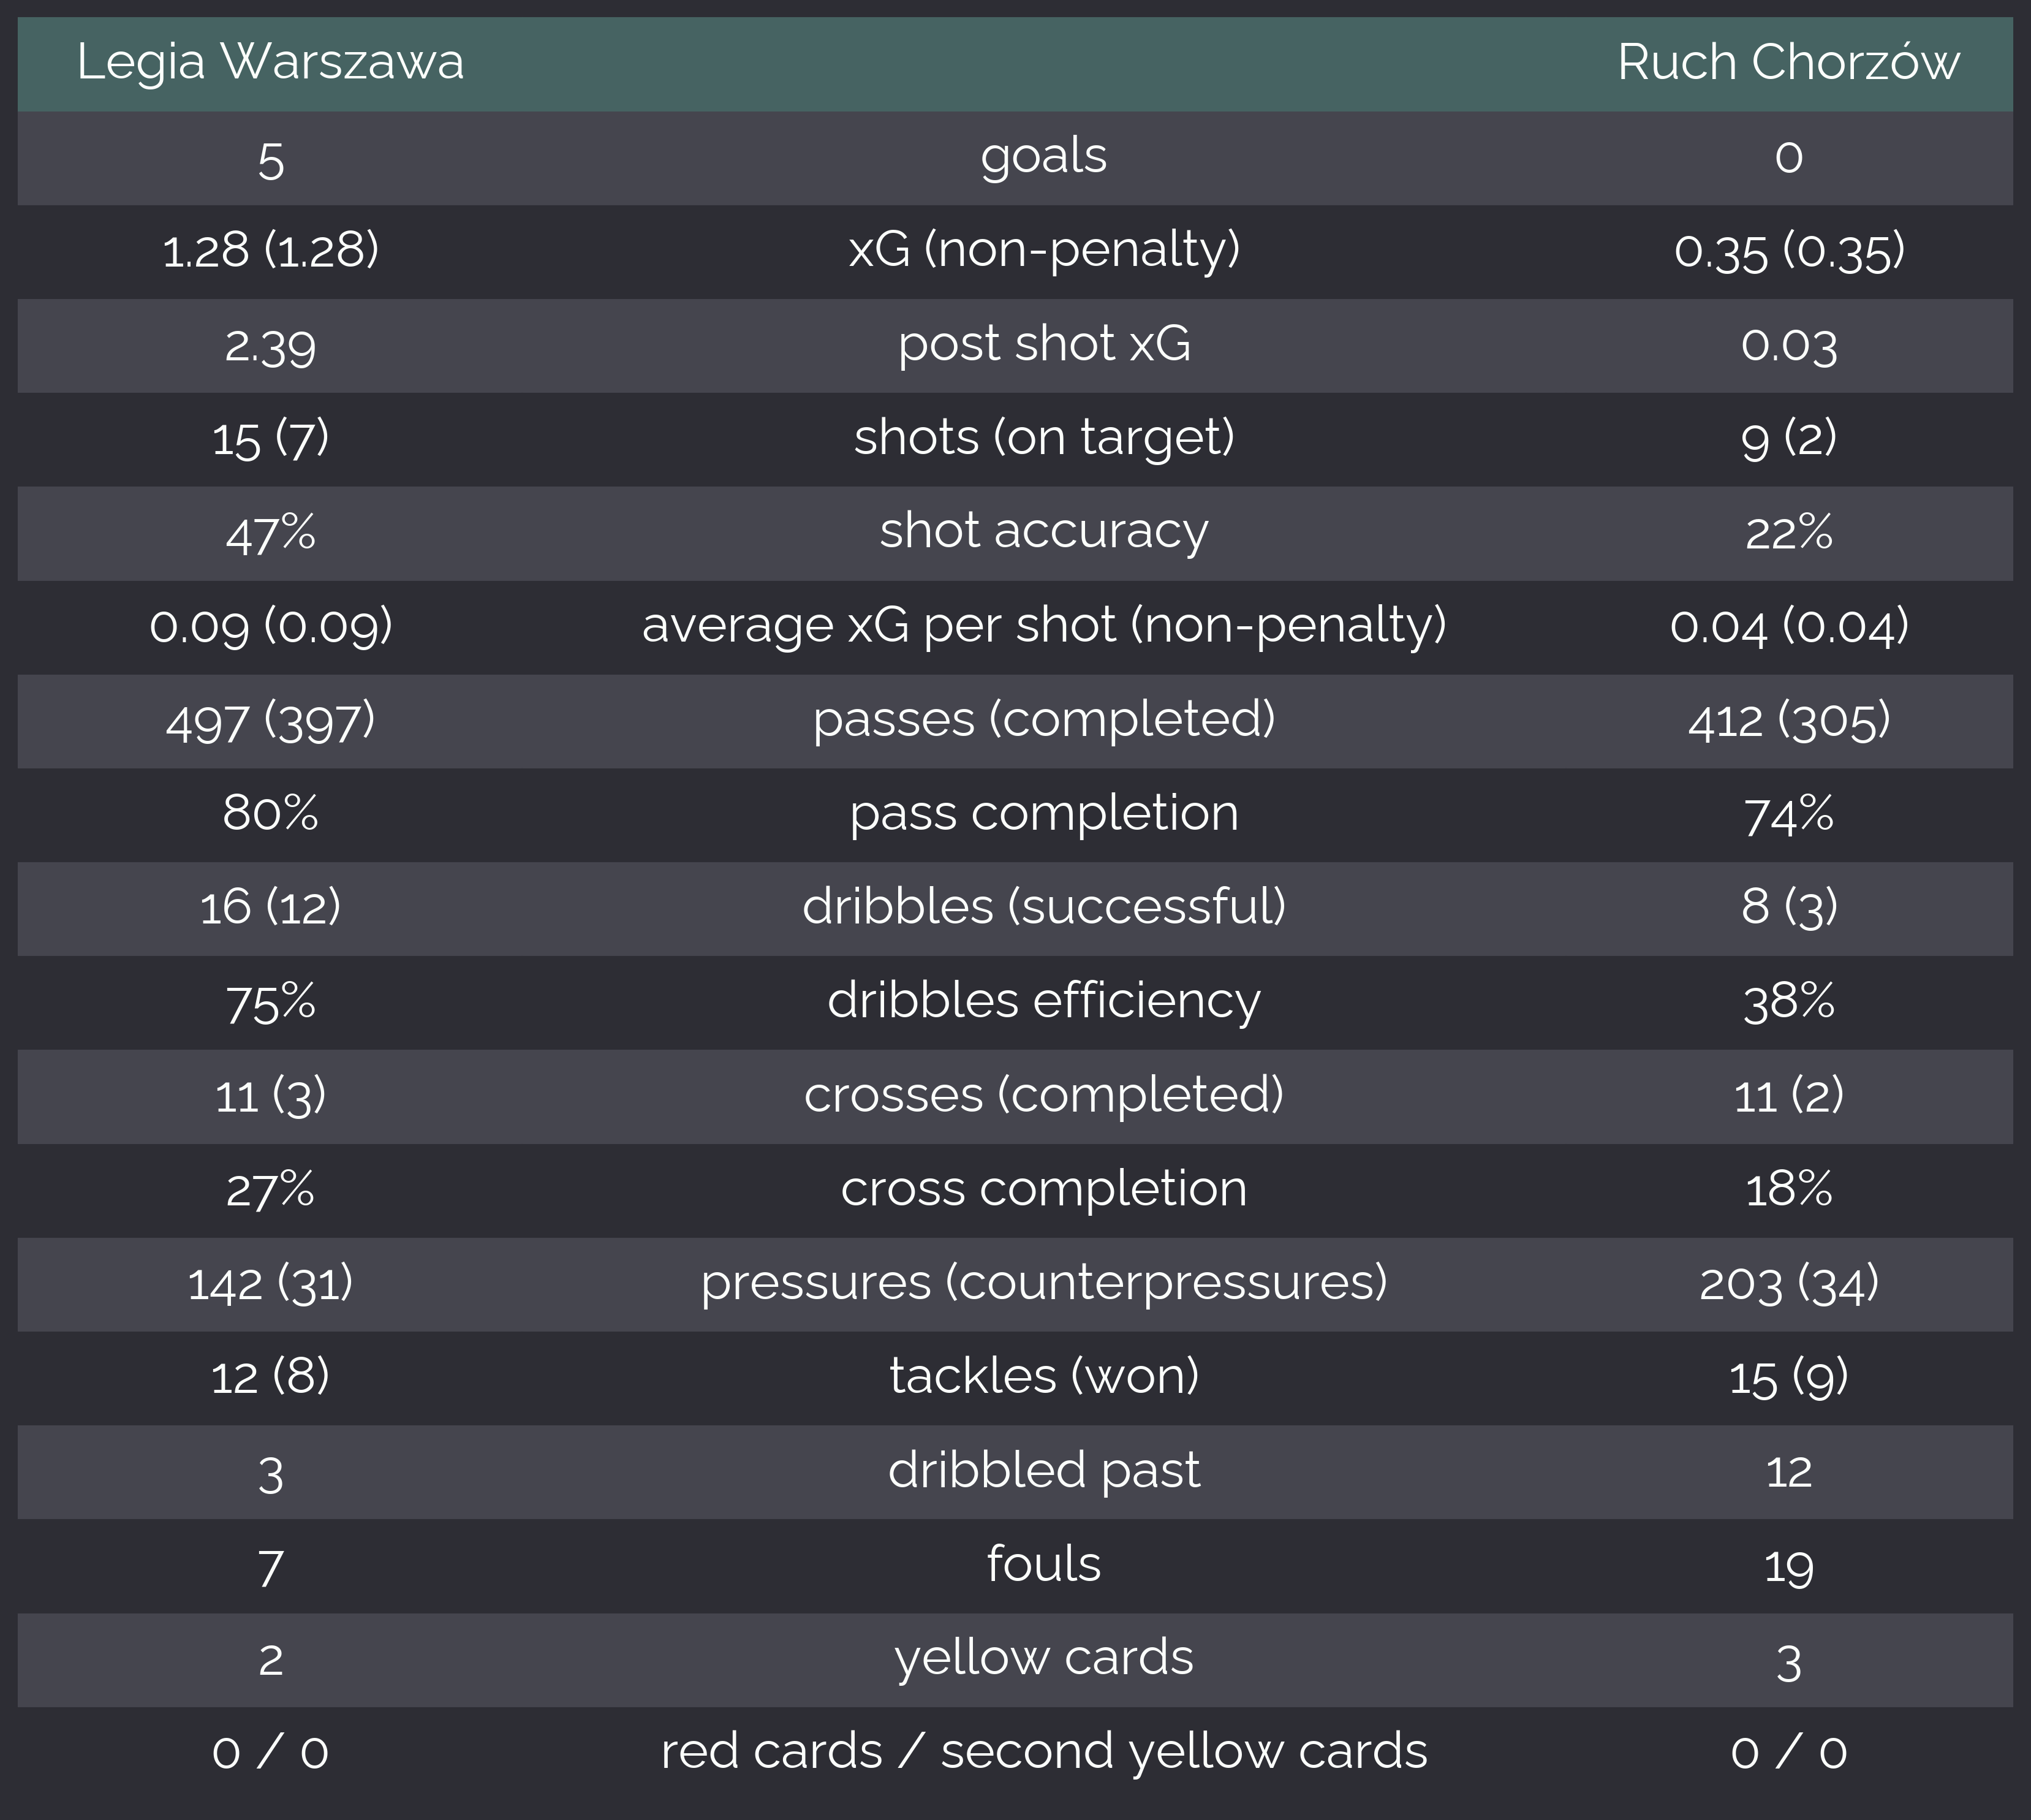 Legia Warszawa Ruch Chorzów
5 goals 0
1.28 (1.28) xG (non-penalty) 0.35 (0.35)
2.39 post shot xG 0.03
15 (7) shots (on target) 9 (2)
47% shot accuracy 22%
0.09 (0.09) average xG per shot (non-penalty) 0.04 (0.04)
497 (397) passes (completed) 412 (305)
80% pass completion 74%
16 (12) dribbles (successful) 8 (3)
75% dribbles efficiency 38%
11 (3) crosses (completed) 11 (2)
27% cross completion 18%
142 (31) pressures (counterpressures) 203 (34)
12 (8) tackles (won) 15 (9)
3 dribbled past 12
7 fouls 19
2 yellow cards 3
0 / 0 red cards / second yellow cards 0 / 0